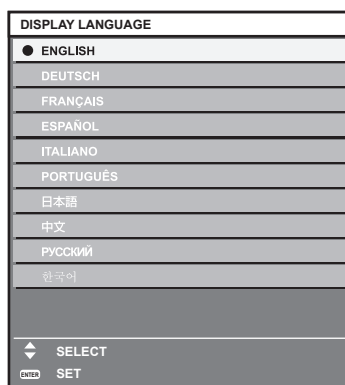 DISPLAY LANGUAGE
ENGLISH
DEUTSCH
FRANÇAIS
ESPAÑOL
ITALIANO
PORTUGUÊS
日本語
中文
РУССКИЙ
한국어
SELECT
ENTER SET